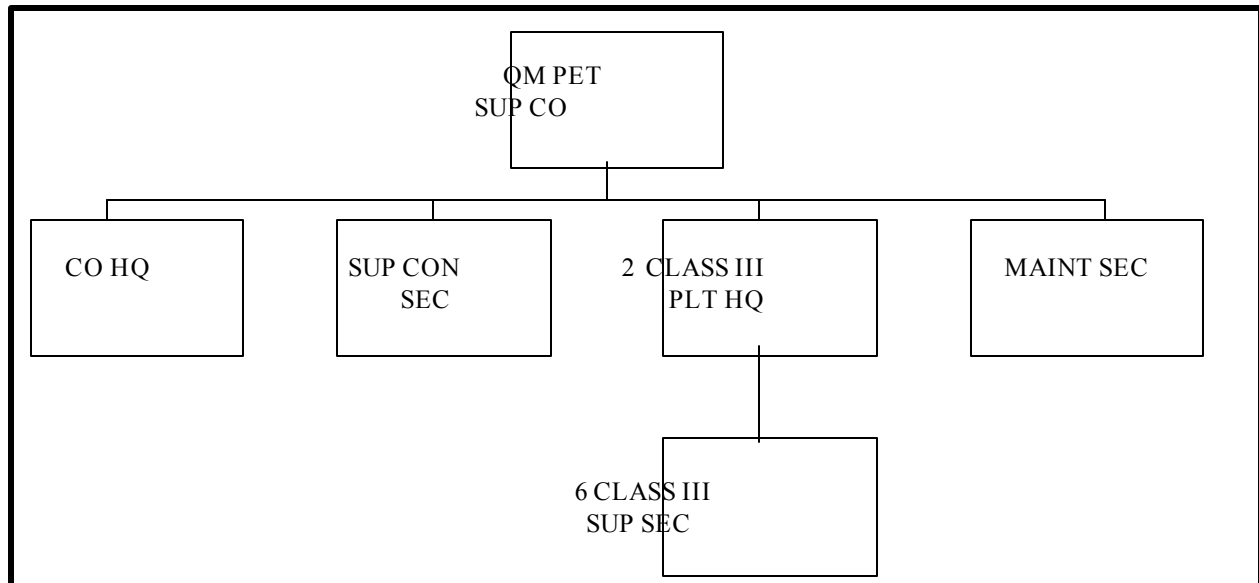 QM PET
SUP CO
CO HQ
SUP CON
SEC
2 CLASS III
PLT HQ
MAINT SEC
6 CLASS III
SUP SEC